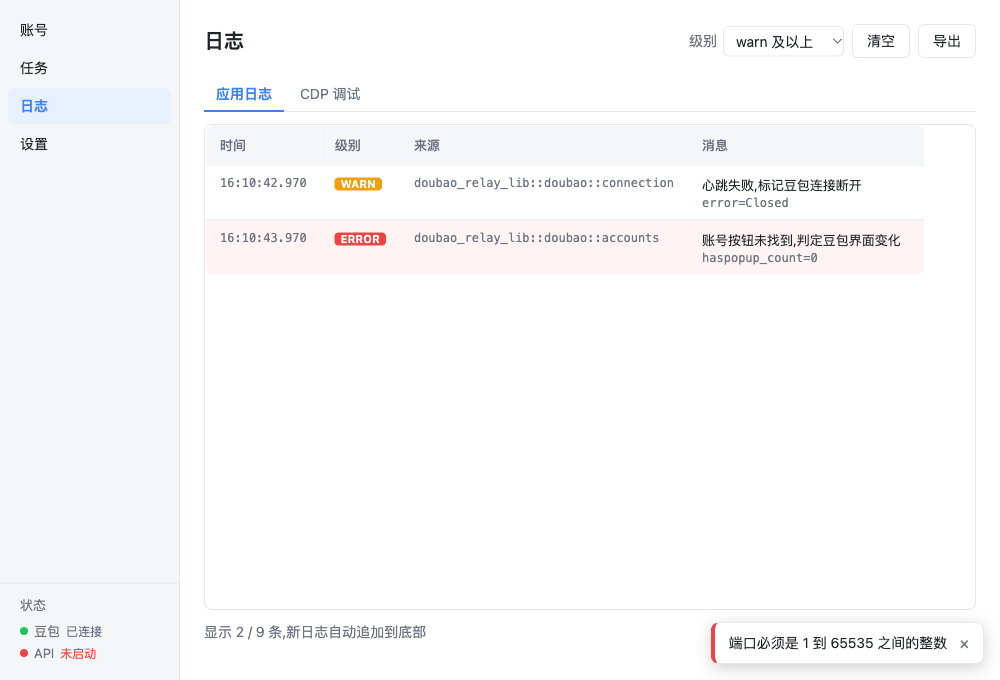 账号
任务
日志
设置
状态
豆包 已连接
API 未启动
日志
级别 warn 及以上 清空 导出
应用日志 CDP 调试
时间 级别 来源 消息
16:10:42.970 WARN doubao_relay_lib::doubao::connection 心跳失败,标记豆包连接断开
error=Closed
16:10:43.970 ERROR doubao_relay_lib::doubao::accounts 账号按钮未找到,判定豆包界面变化
haspopup_count=0
显示 2 / 9 条,新日志自动追加到底部
端口必须是 1 到 65535 之间的整数 ×